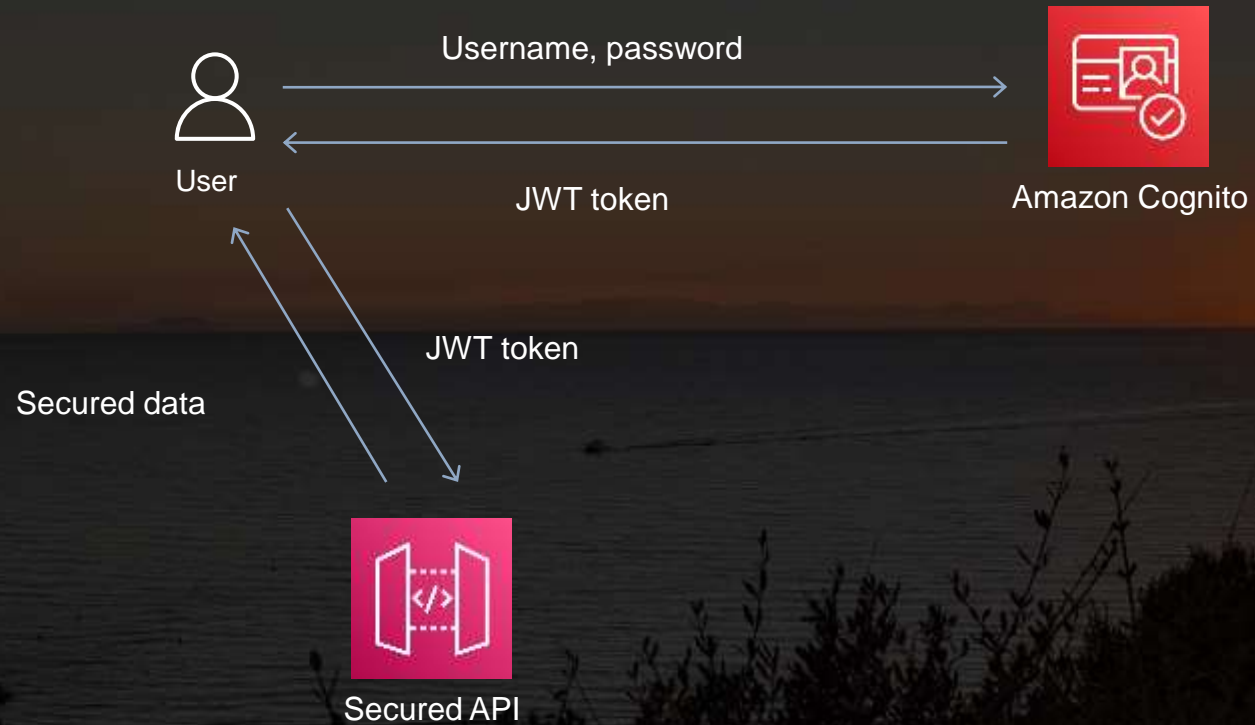 Username, password
User
JWT token
Amazon Cognito
JWT token
Secured data
</>
Secured API